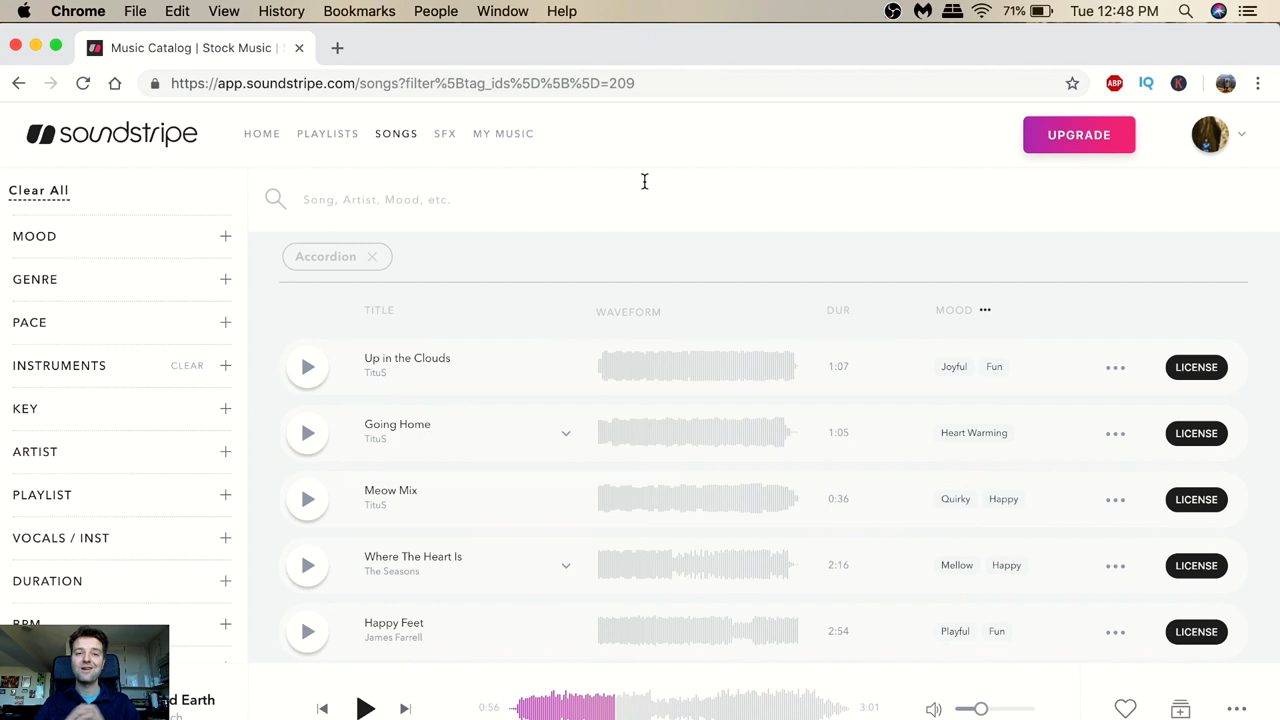 Chrome File Edit View History Bookmarks People Window Help 71% Tue 12:48 PM
Music Catalog | Stock Music |
https://app.soundstripe.com/songs?filter%5Btag_ids%5D%5B%5D=209 ABP IQ K
soundstripe HOME PLAYLISTS SONGS SFX MY MUSIC UPGRADE
Clear All
Song, Artist, Mood, etc.
MOOD
GENRE
PACE
INSTRUMENTS CLEAR
KEY
ARTIST
PLAYLIST
VOCALS / INST
DURATION
BPM
Accordion
TITLE WAVEFORM DUR MOOD
Up in the Clouds 1:07 Joyful Fun LICENSE
TituS
Going Home 1:05 Heart Warming LICENSE
TituS
Meow Mix 0:36 Quirky Happy LICENSE
TituS
Where The Heart Is 2:16 Mellow Happy LICENSE
The Seasons
Happy Feet 2:54 Playful Fun LICENSE
James Farrell
d Earth 0:56 3:01
ch